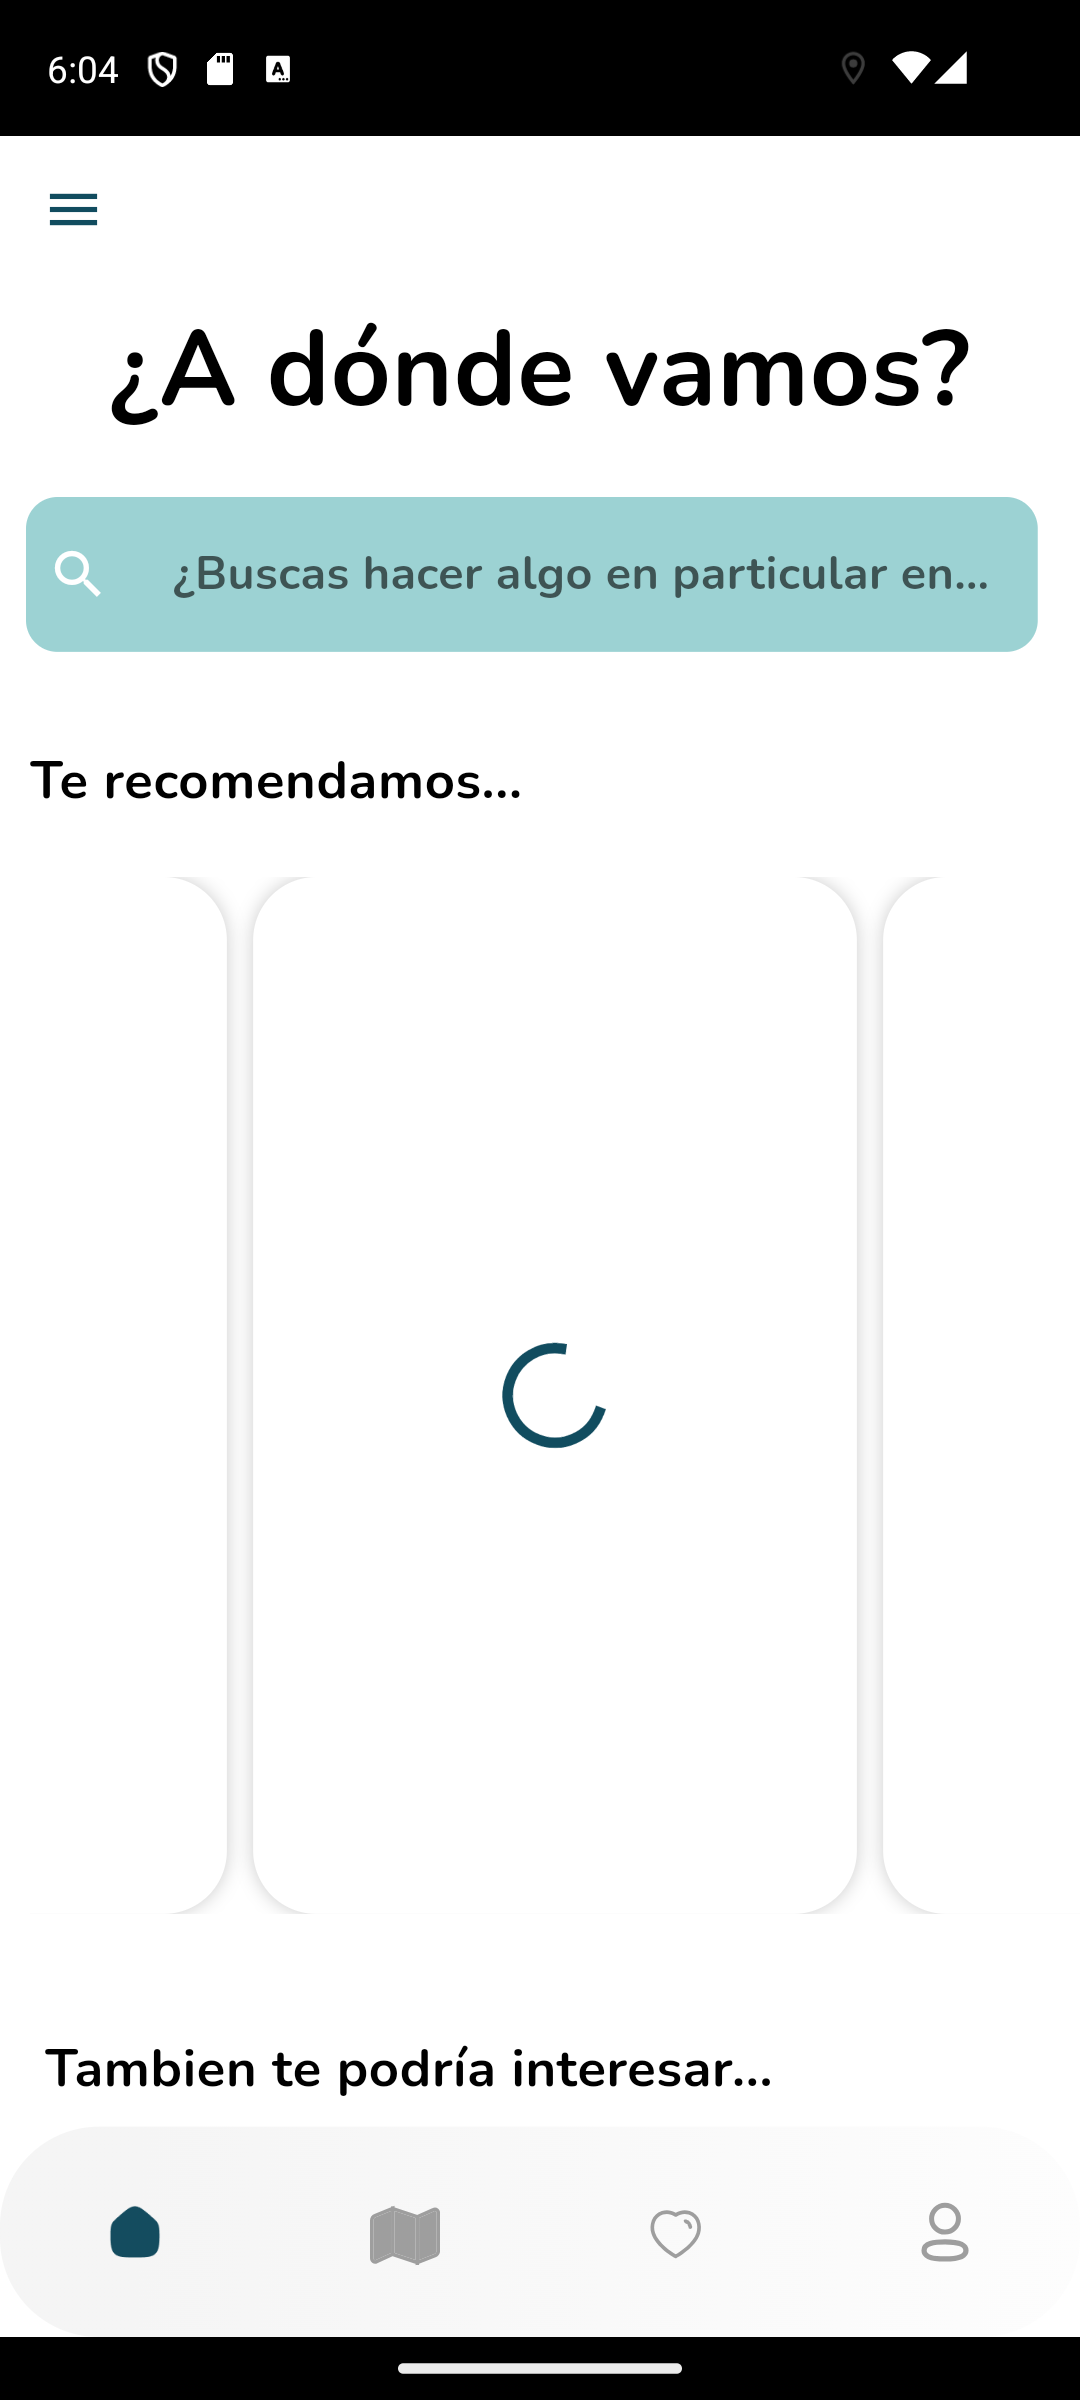 6:04
¿A dónde vamos?
¿Buscas hacer algo en particular en...
Te recomendamos...
Tambien te podría interesar...